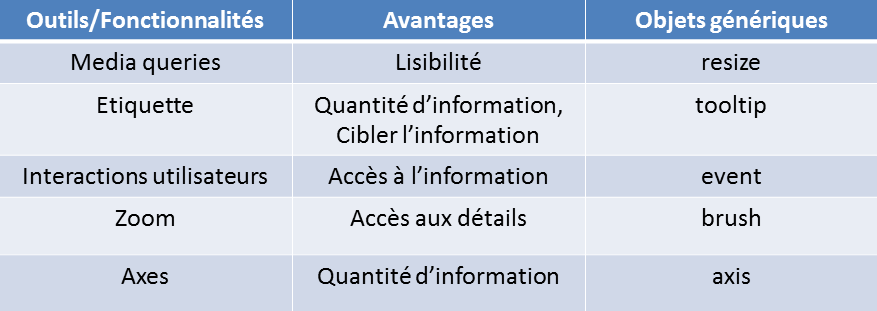 Outils/Fonctionnalités Avantages Objets génériques
Media queries Lisibilité resize
Etiquette Quantité d’information, tooltip
Cibler l’information
Interactions utilisateurs Accès à l’information event
Zoom Accès aux détails brush
Axes Quantité d’information axis